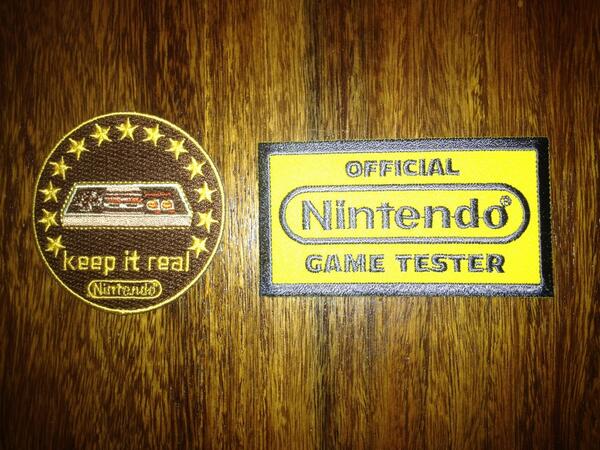 keep it real
Nintendo
OFFICIAL
Nintendo®
GAME TESTER